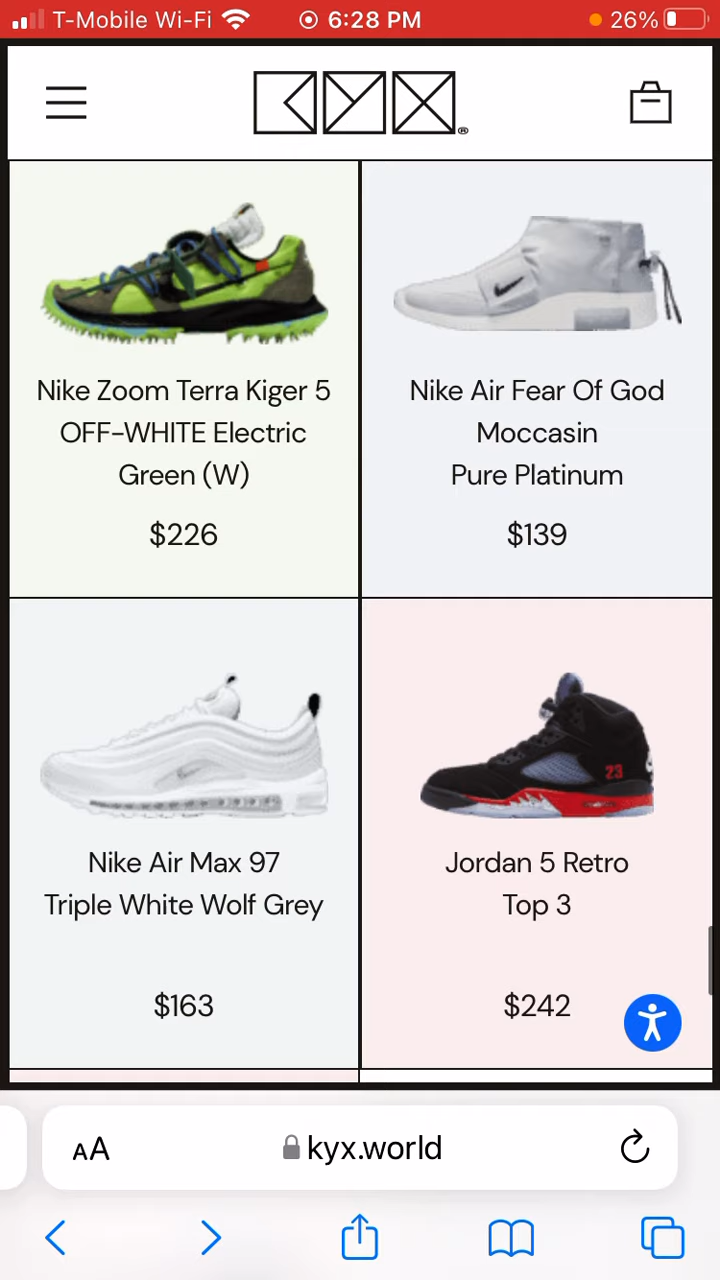 T-Mobile Wi-Fi 6:28 PM 26%
KYX®
Nike Zoom Terra Kiger 5
OFF-WHITE Electric
Green (W)
$226
Nike Air Fear Of God
Moccasin
Pure Platinum
$139
23
Nike Air Max 97
Triple White Wolf Grey
$163
Jordan 5 Retro
Top 3
$242
AA kyx.world